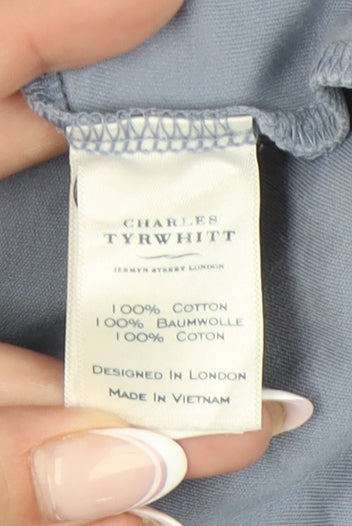 CHARLES
TYRWHITT
JERMYN STREET LONDON
100% COTTON
100% BAUMWOLLE
100% COTON
DESIGNED IN LONDON
MADE IN VIETNAM